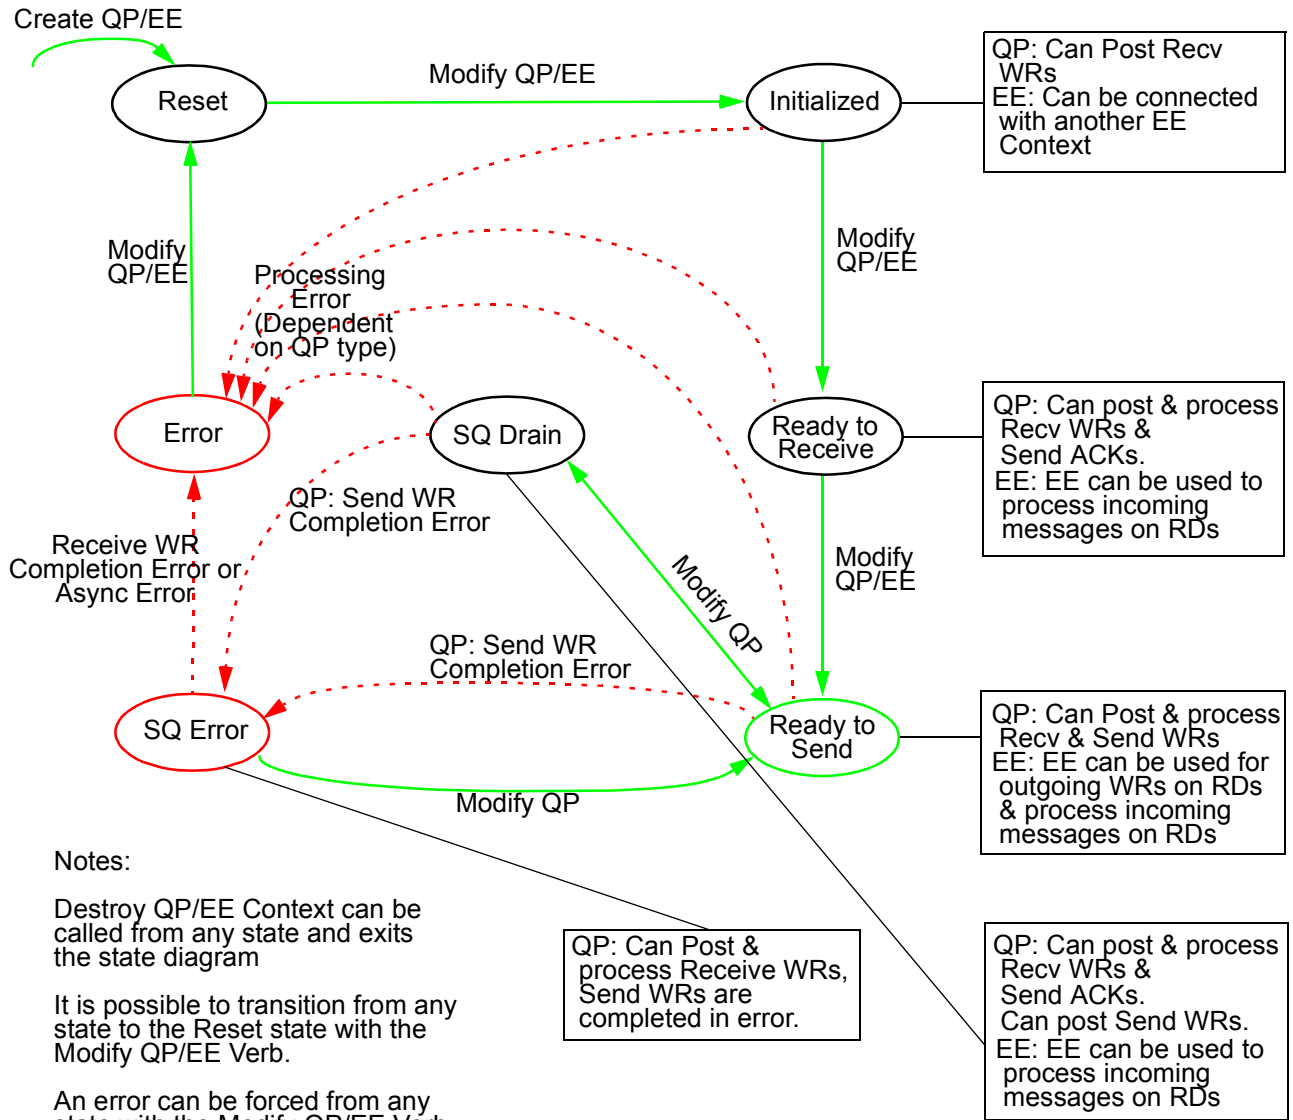 Create QP/EE
Reset
Modify QP/EE
Initialized
QP: Can Post Recv
WRs
EE: Can be connected
with another EE
Context
Modify
QP/EE
Processing
Error
(Dependent
on QP type)
Modify
QP/EE
Error
SQ Drain
Ready to
Receive
QP: Can post & process
Recv WRs &
Send ACKs.
EE: EE can be used to
process incoming
messages on RDs
QP: Send WR
Completion Error
Receive WR
Completion Error or
Async Error
Modify QP
Modify
QP/EE
QP: Send WR
Completion Error
SQ Error
Ready to
Send
QP: Can Post & process
Recv & Send WRs
EE: EE can be used for
outgoing WRs on RDs
& process incoming
messages on RDs
Modify QP
Notes:
Destroy QP/EE Context can be
called from any state and exits
the state diagram
It is possible to transition from any
state to the Reset state with the
Modify QP/EE Verb.
An error can be forced from any
state with the Modify QP/EE Verb
QP: Can Post &
process Receive WRs,
Send WRs are
completed in error.
QP: Can post & process
Recv WRs &
Send ACKs.
Can post Send WRs.
EE: EE can be used to
process incoming
messages on RDs